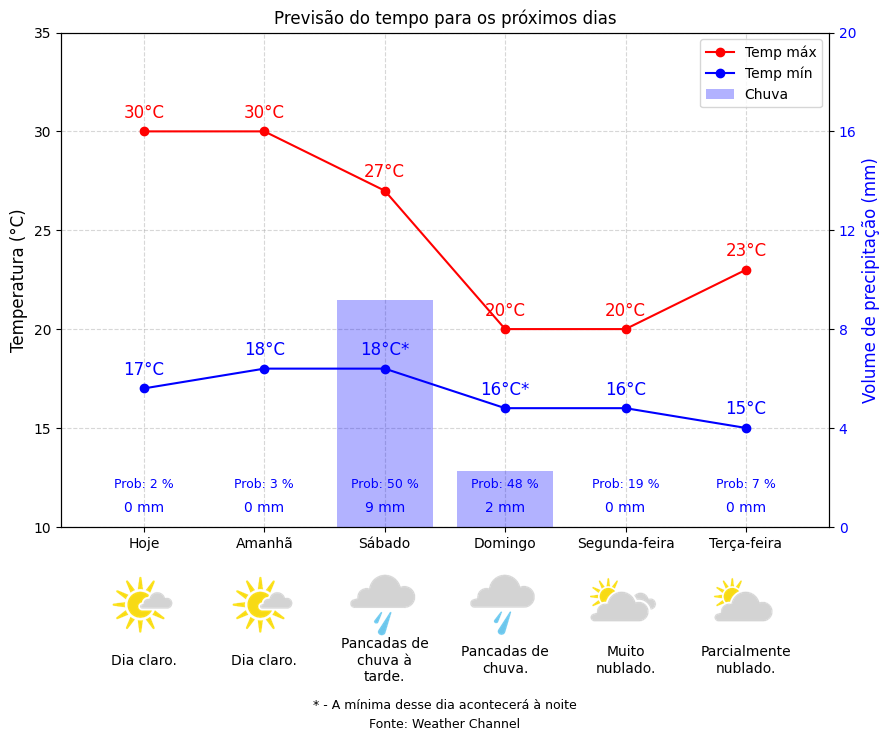 Previsão do tempo para os próximos dias
Temperatura (°C)
35
30
25
20
15
10
Volume de precipitação (mm)
20
16
12
8
4
0
Temp máx
Temp mín
Chuva
30°C
30°C
27°C
20°C
20°C
23°C
17°C
18°C
18°C*
16°C*
16°C
15°C
Prob: 2 %
Prob: 3 %
Prob: 50 %
Prob: 48 %
Prob: 19 %
Prob: 7 %
0 mm
0 mm
9 mm
2 mm
0 mm
0 mm
Hoje
Amanhã
Sábado
Domingo
Segunda-feira
Terça-feira
Dia claro.
Dia claro.
Pancadas de
chuva à
tarde.
Pancadas de
chuva.
Muito
nublado.
Parcialmente
nublado.
* - A mínima desse dia acontecerá à noite
Fonte: Weather Channel